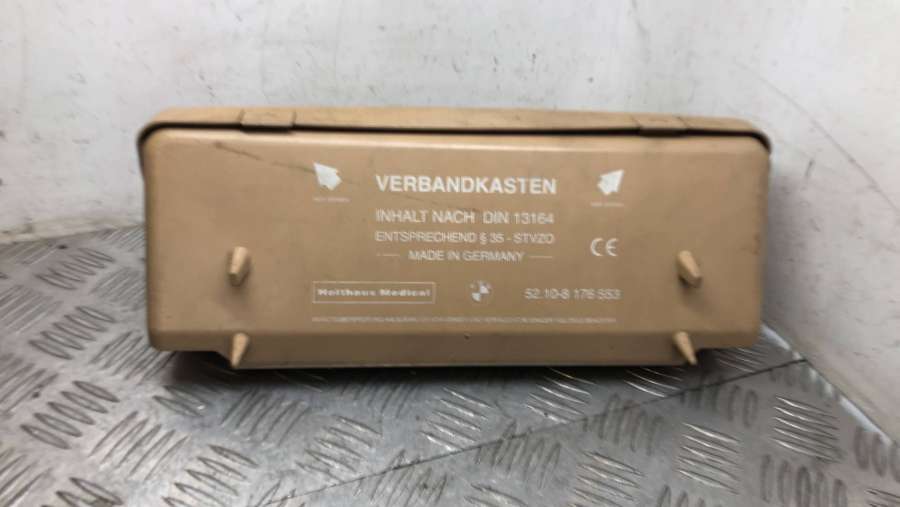 VERBANDKASTEN
INHALT NACH DIN 13164
ENTSPRECHEND § 35 - STVZO
MADE IN GERMANY
CE
Holthaus Medical
52.10-8 176 553